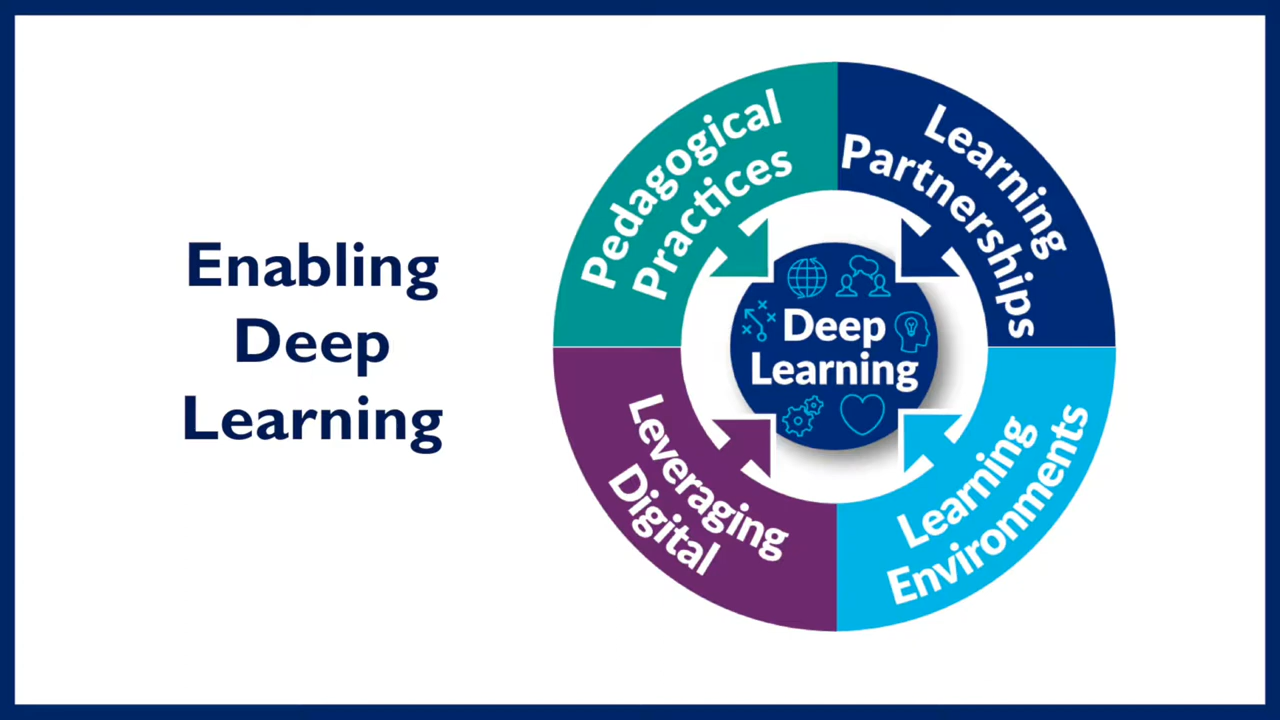 Enabling
Deep
Learning
Pedagogical
Practices
Learning
Partnerships
Deep
Learning
Leveraging
Digital
Learning
Environments